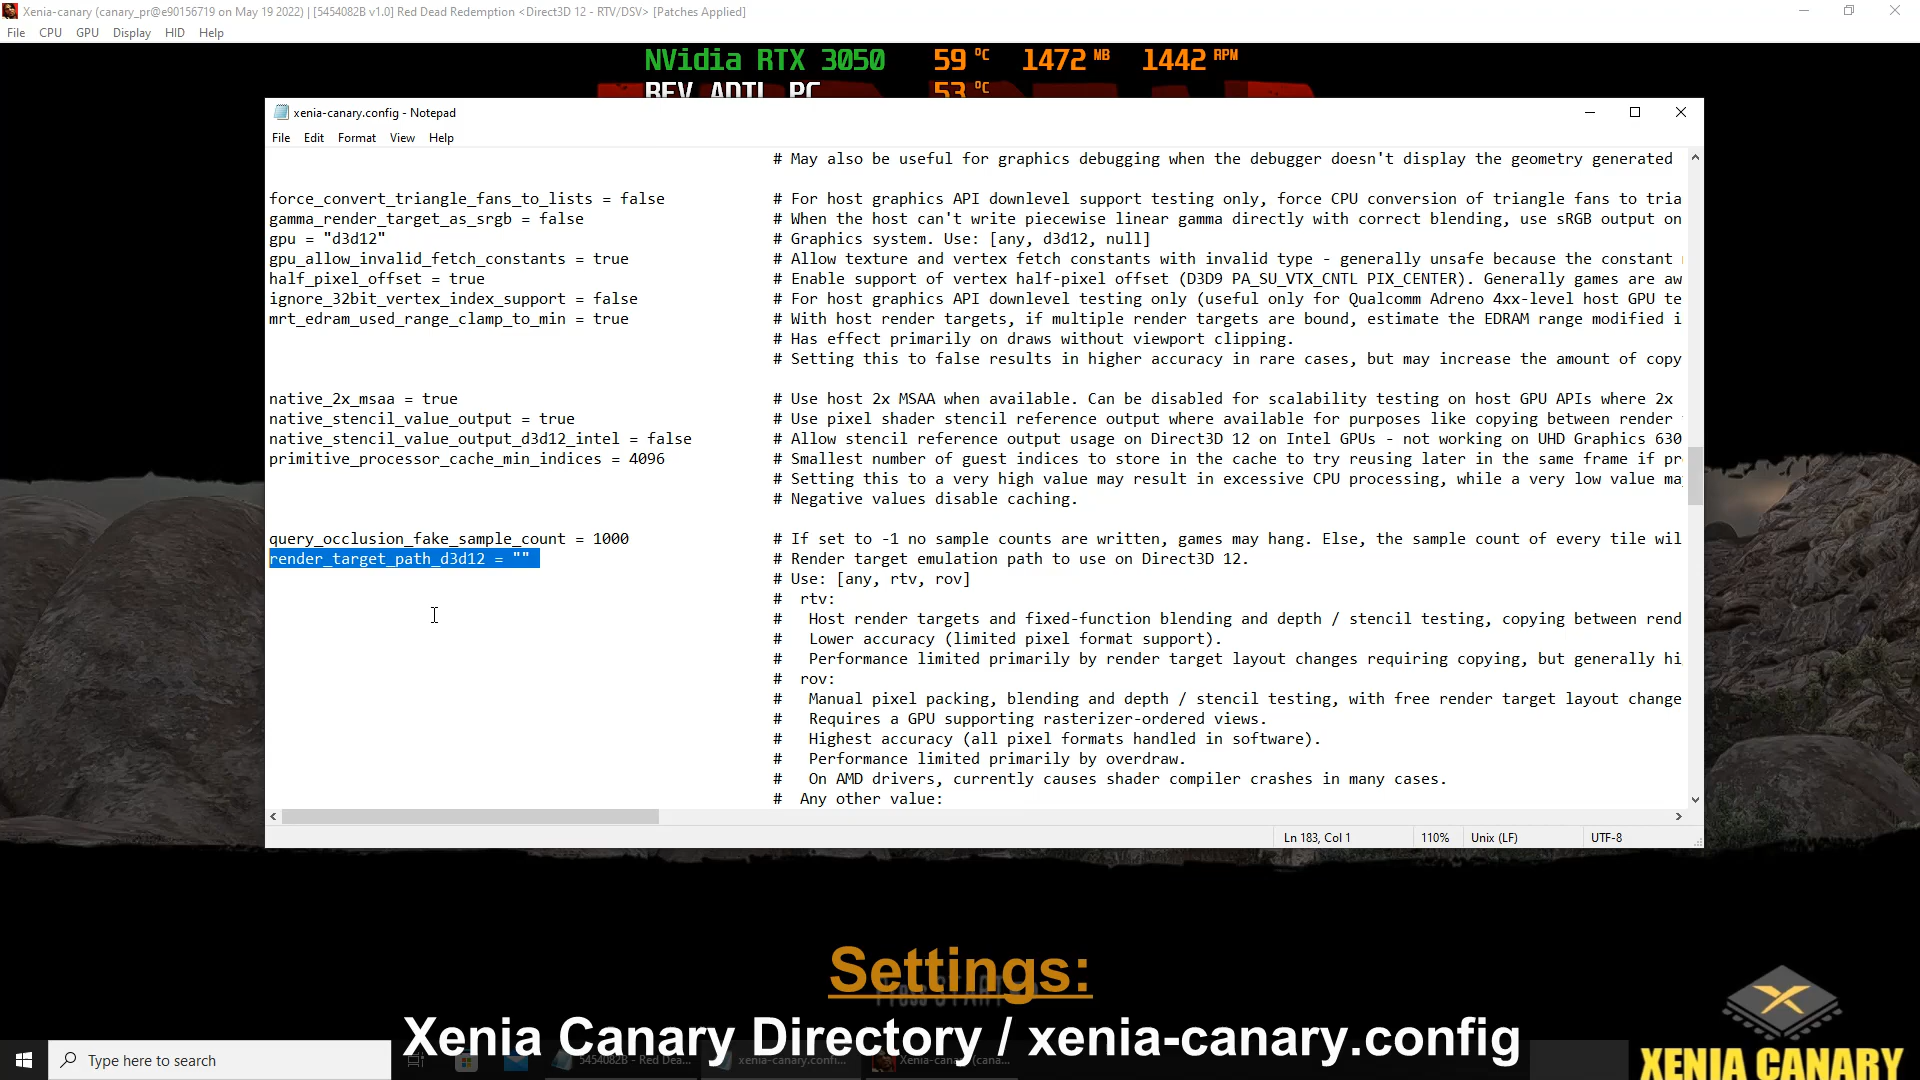 Xenia-canary (canary_pr@e90156719 on May 19 2022) | [5454082B v1.0] Red Dead Redemption <Direct3D 12 - RTV/DSV> [Patches Applied]
File CPU GPU Display HID Help
NVidia RTX 3050 59 °C 1472 MB 1442 RPM
53 °C
xenia-canary.config - Notepad
File Edit Format View Help
# May also be useful for graphics debugging when the debugger doesn't display the geometry generated
force_convert_triangle_fans_to_lists = false # For host graphics API downlevel support testing only, force CPU conversion of triangle fans to tria
gamma_render_target_as_srgb = false # When the host can't write piecewise linear gamma directly with correct blending, use sRGB output on
gpu = "d3d12" # Graphics system. Use: [any, d3d12, null]
gpu_allow_invalid_fetch_constants = true # Allow texture and vertex fetch constants with invalid type - generally unsafe because the constant
half_pixel_offset = true # Enable support of vertex half-pixel offset (D3D9 PA_SU_VTX_CNTL PIX_CENTER). Generally games are aw
ignore_32bit_vertex_index_support = false # For host graphics API downlevel testing only (useful only for Qualcomm Adreno 4xx-level host GPU te
mrt_edram_used_range_clamp_to_min = true # With host render targets, if multiple render targets are bound, estimate the EDRAM range modified i
# Has effect primarily on draws without viewport clipping.
# Setting this to false results in higher accuracy in rare cases, but may increase the amount of copy
native_2x_msaa = true # Use host 2x MSAA when available. Can be disabled for scalability testing on host GPU APIs where 2x
native_stencil_value_output = true # Use pixel shader stencil reference output where available for purposes like copying between render
native_stencil_value_output_d3d12_intel = false # Allow stencil reference output usage on Direct3D 12 on Intel GPUs - not working on UHD Graphics 630
primitive_processor_cache_min_indices = 4096 # Smallest number of guest indices to store in the cache to try reusing later in the same frame if pr
# Setting this to a very high value may result in excessive CPU processing, while a very low value ma
# Negative values disable caching.
query_occlusion_fake_sample_count = 1000 # If set to -1 no sample counts are written, games may hang. Else, the sample count of every tile wil
render_target_path_d3d12 = "" # Render target emulation path to use on Direct3D 12.
# Use: [any, rtv, rov]
# rtv:
# Host render targets and fixed-function blending and depth / stencil testing, copying between rend
# Lower accuracy (limited pixel format support).
# Performance limited primarily by render target layout changes requiring copying, but generally hi
# rov:
# Manual pixel packing, blending and depth / stencil testing, with free render target layout change
# Requires a GPU supporting rasterizer-ordered views.
# Highest accuracy (all pixel formats handled in software).
# Performance limited primarily by overdraw.
# On AMD drivers, currently causes shader compiler crashes in many cases.
# Any other value:
Ln 183, Col 1 110% Unix (LF) UTF-8
Settings:
Xenia Canary Directory / xenia-canary.config
Type here to search
5454082B - Red Dea... xenia-canary.confi... Xenia-canary (cana...
XENIA CANARY